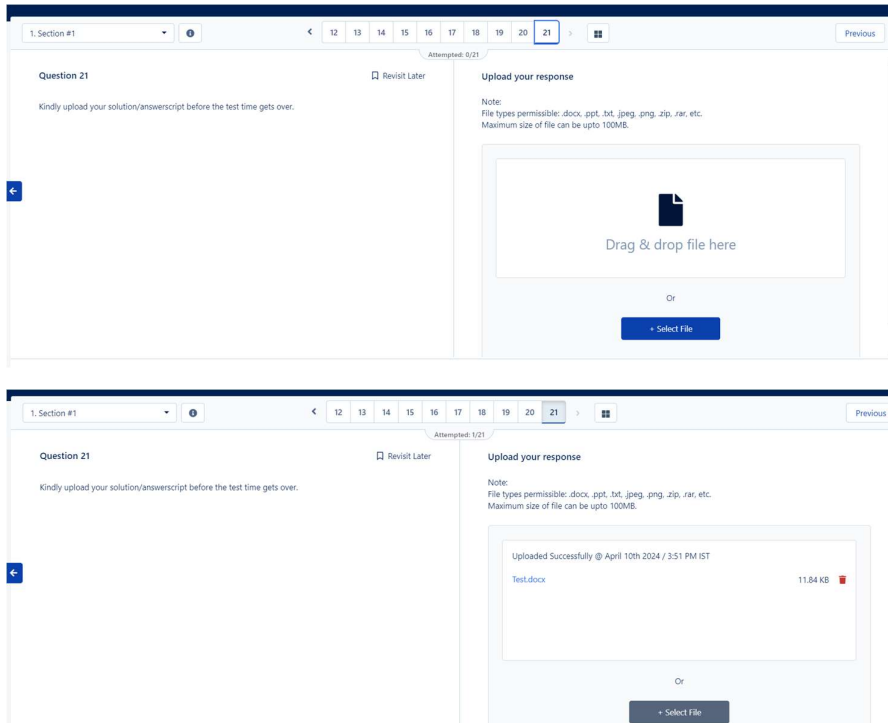 1. Section #1
12 13 14 15 16 17 18 19 20 21
Previous
Attempted: 0/21
Question 21
Revisit Later
Kindly upload your solution/answerscript before the test time gets over.
Upload your response
Note:
File types permissible: .docx, .ppt, .txt, .jpeg, .png, .zip, .rar, etc.
Maximum size of file can be upto 100MB.
Drag & drop file here
Or
+ Select File
1. Section #1
12 13 14 15 16 17 18 19 20 21
Previous
Attempted: 1/21
Question 21
Revisit Later
Kindly upload your solution/answerscript before the test time gets over.
Upload your response
Note:
File types permissible: .docx, .ppt, .txt, .jpeg, .png, .zip, .rar, etc.
Maximum size of file can be upto 100MB.
Uploaded Successfully @ April 10th 2024 / 3:51 PM IST
Test.docx 11.84 KB
Or
+ Select File